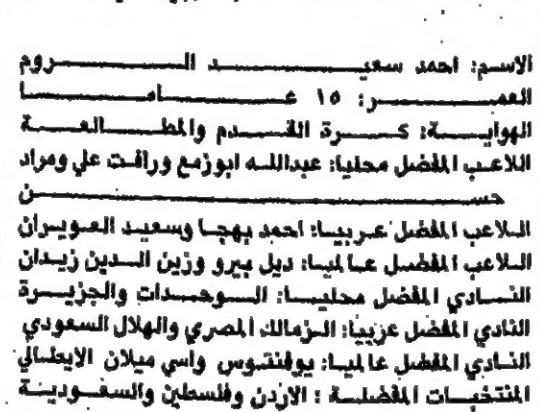 الاسم: احمد سعيد الروم
العمر: ١٥ عاما
الهواية: كرة القدم والمطالعة
اللاعب المفضل محليا: عبدالله ابوزمع ورافت علي ومراد
حسن
اللاعب المفضل عربيا: احمد بهجا وسعيد العويران
اللاعب المفضل عالميا: ديل بيرو وزين الدين زيدان
النادي المفضل محليا: الوحدات والجزيرة
النادي المفضل عربيا: الزمالك المصري والهلال السعودي
النادي المفضل عالميا: يوفنتوس واسي ميلان الايطالي
المنتخبات المفضلة: الاردن وفلسطين والسعودية